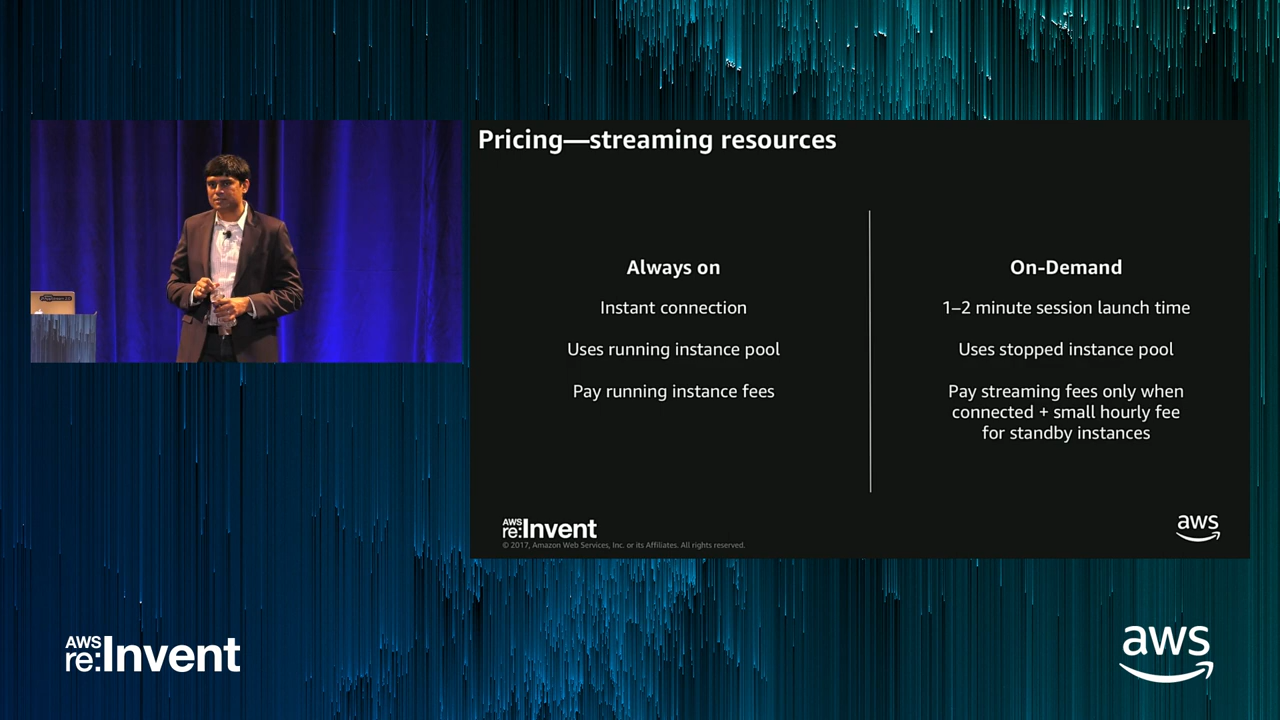 Pricing—streaming resources
Always on
Instant connection
Uses running instance pool
Pay running instance fees
On-Demand
1–2 minute session launch time
Uses stopped instance pool
Pay streaming fees only when
connected + small hourly fee
for standby instances
AWS
re:Invent
© 2017, Amazon Web Services, Inc. or its Affiliates. All rights reserved.
aws
AWS
re:Invent
aws